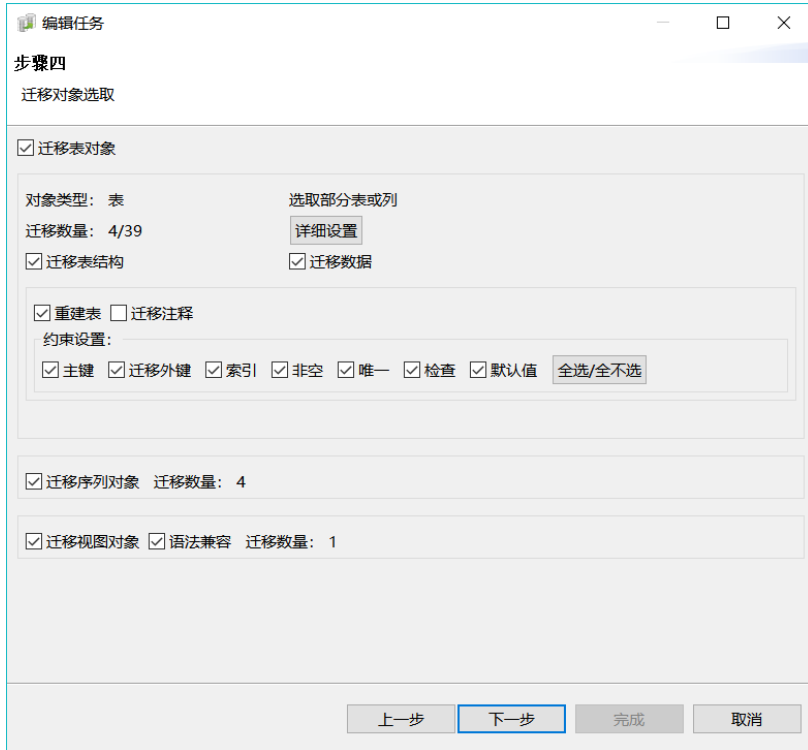 编辑任务
步骤四
迁移对象选取
迁移表对象
对象类型： 表 选取部分表或列
迁移数量： 4/39 详细设置
迁移表结构 迁移数据
重建表 迁移注释
约束设置：
主键 迁移外键 索引 非空 唯一 检查 默认值 全选/全不选
迁移序列对象 迁移数量： 4
迁移视图对象 语法兼容 迁移数量： 1
上一步 下一步 完成 取消